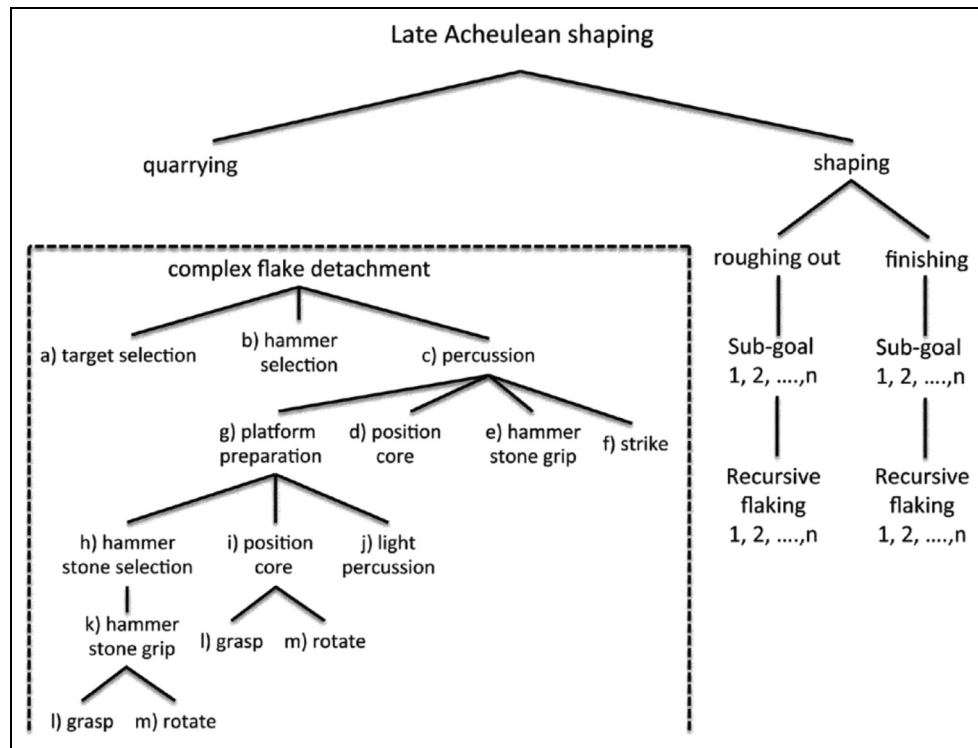 Late Acheulean shaping
quarrying
shaping
roughing out
finishing
Sub-goal
1, 2, ....,n
Sub-goal
1, 2, ....,n
Recursive
flaking
1, 2, ....,n
Recursive
flaking
1, 2, ....,n
complex flake detachment
a) target selection
b) hammer
selection
c) percussion
g) platform
preparation
d) position
core
e) hammer
stone grip
f) strike
h) hammer
stone selection
i) position
core
j) light
percussion
k) hammer
stone grip
l) grasp
m) rotate
l) grasp
m) rotate